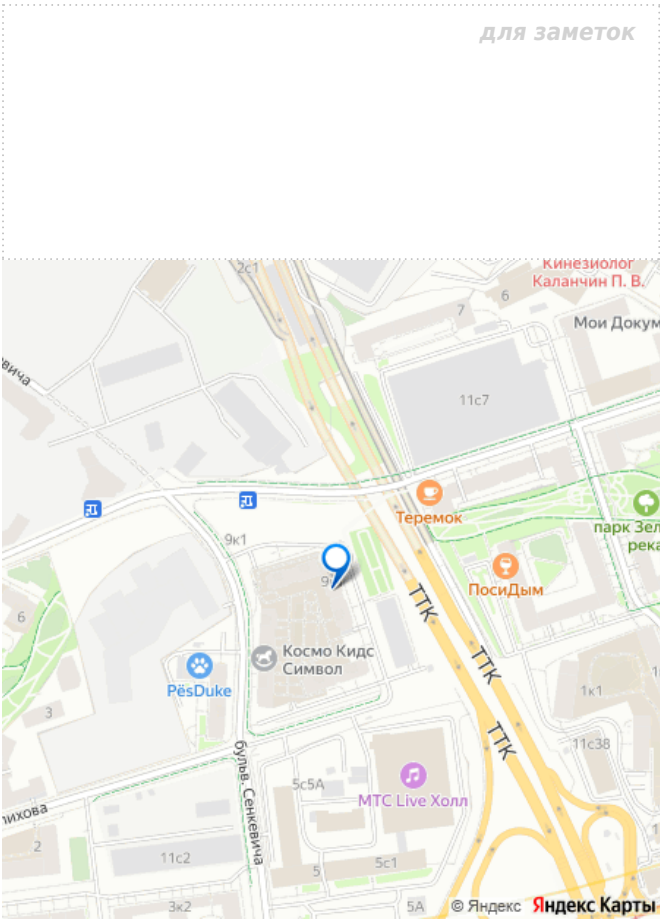 для заметок
2с1
Кинезиолог
Каланчин П. В.
6
7
Мои Докум
евича
11с7
Теремок
парк Зел
река
9к1
ПосиДым
ТТК
6
Космо Кидс
Символ
PёsDuke
ТТК
1к1
3
ТТК
11с38
бульв. Сенкевича
5с5А
МТС Live Холл
лихова
2
11с2
5
5с1
3к2
5А
© Яндекс Яндекс Карты